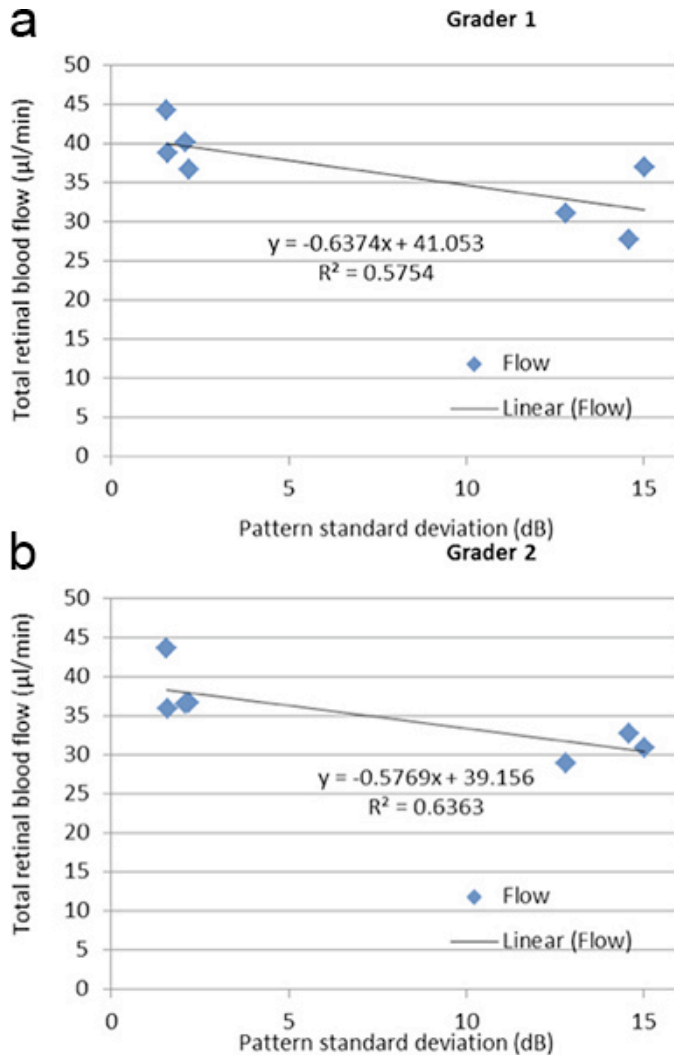 a
Grader 1
Total retinal blood flow (µl/min)
50
45
40
35
30
25
20
15
10
5
0
y = -0.6374x + 41.053
R² = 0.5754
Flow
Linear (Flow)
0 5 10 15
Pattern standard deviation (dB)
b
Grader 2
Total retinal blood flow (µl/min)
50
45
40
35
30
25
20
15
10
5
0
y = -0.5769x + 39.156
R² = 0.6363
Flow
Linear (Flow)
0 5 10 15
Pattern standard deviation (dB)